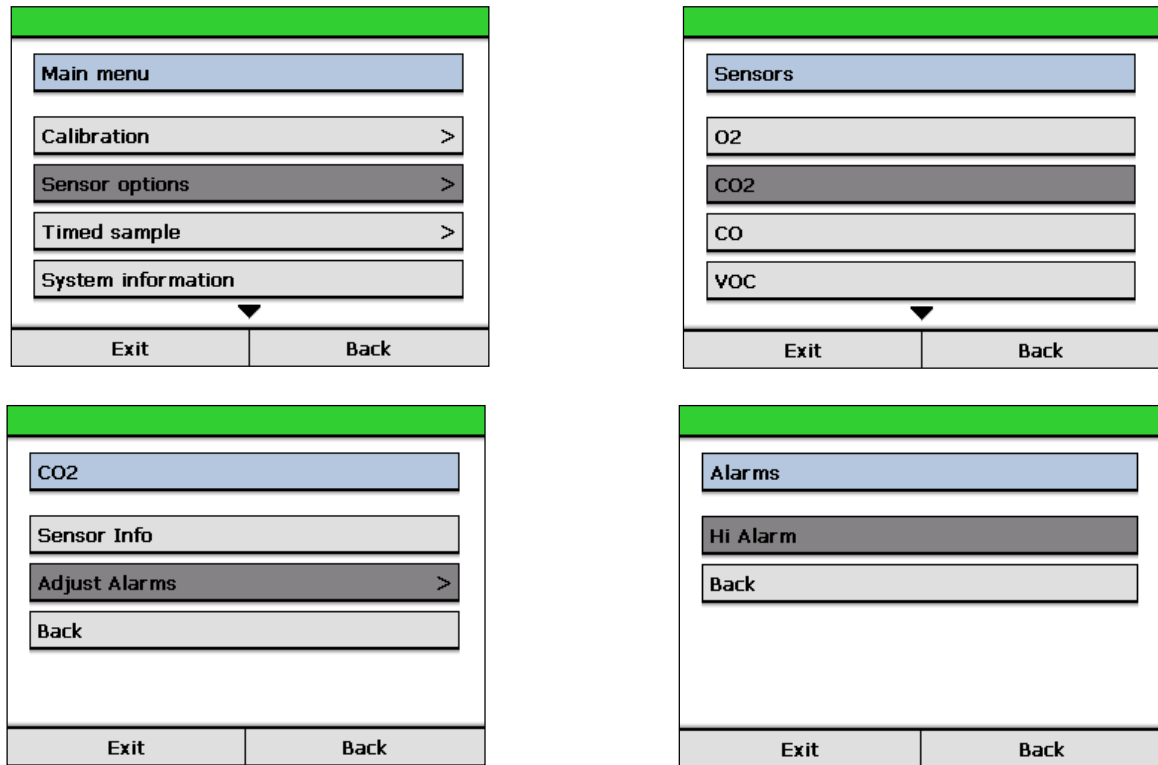 Main menu
Calibration >
Sensor options >
Timed sample >
System information
Exit Back
Sensors
O2
CO2
CO
VOC
Exit Back
CO2
Sensor Info
Adjust Alarms >
Back
Exit Back
Alarms
Hi Alarm
Back
Exit Back